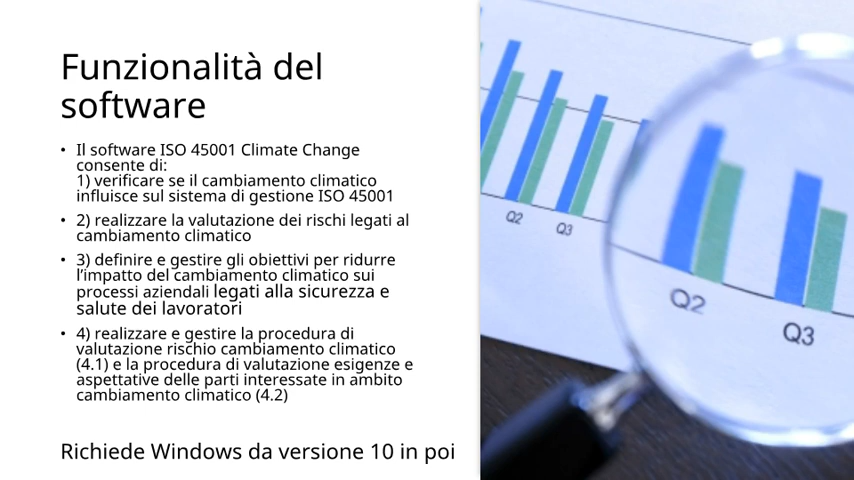 Funzionalità del
software
• Il software ISO 45001 Climate Change
consente di:
1) verificare se il cambiamento climatico
influisce sul sistema di gestione ISO 45001
• 2) realizzare la valutazione dei rischi legati al
cambiamento climatico
• 3) definire e gestire gli obiettivi per ridurre
l'impatto del cambiamento climatico sui
processi aziendali legati alla sicurezza e
salute dei lavoratori
• 4) realizzare e gestire la procedura di
valutazione rischio cambiamento climatico
(4.1) e la procedura di valutazione esigenze e
aspettative delle parti interessate in ambito
cambiamento climatico (4.2)
Richiede Windows da versione 10 in poi
Q2
Q3
Q2
Q3